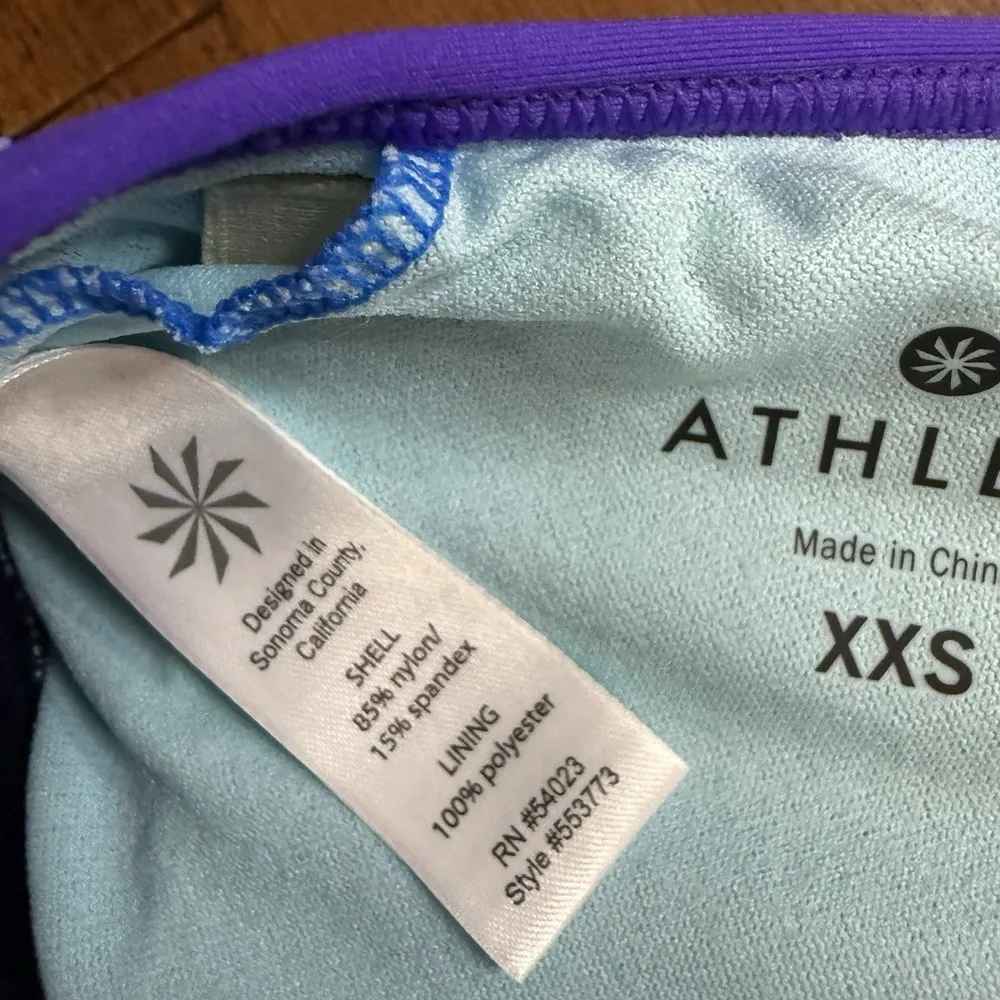 Designed in
Sonoma County,
California
SHELL
85% nylon/
15% spandex
LINING
100% polyester
RN #54023
Style #553773
ATHLE
Made in Chin
XXS